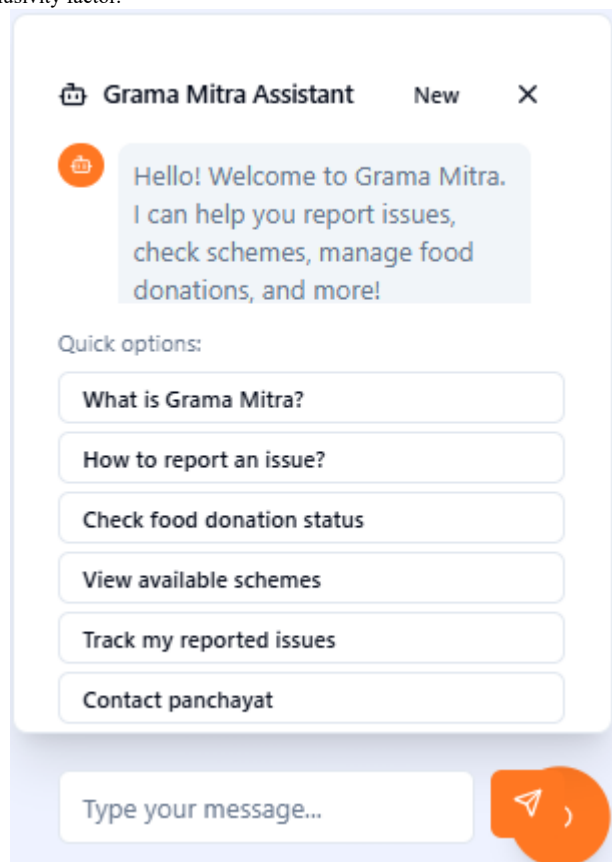 Grama Mitra Assistant New
Hello! Welcome to Grama Mitra.
I can help you report issues,
check schemes, manage food
donations, and more!
Quick options:
What is Grama Mitra?
How to report an issue?
Check food donation status
View available schemes
Track my reported issues
Contact panchayat
Type your message...